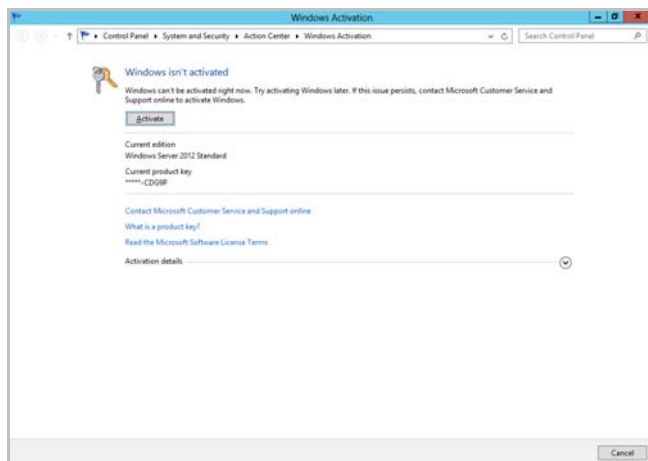 Windows Activation
Control Panel ▸ System and Security ▸ Action Center ▸ Windows Activation
Search Control Panel
Windows isn't activated
Windows can't be activated right now. Try activating Windows later. If this issue persists, contact Microsoft Customer Service and
Support online to activate Windows.
Activate
Current edition
Windows Server 2012 Standard
Current product key
*****-CDG9P
Contact Microsoft Customer Service and Support online
What is a product key?
Read the Microsoft Software License Terms
Activation details
Cancel